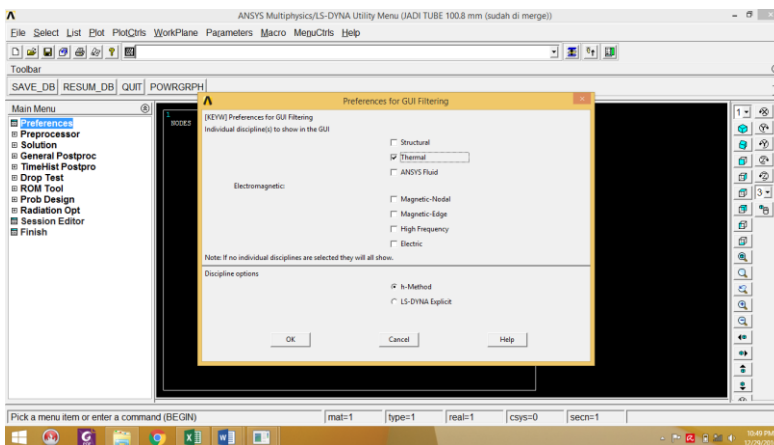 ANSYS Multiphysics/LS-DYNA Utility Menu (JADI TUBE 100.8 mm (sudah di merge))
File Select List Plot PlotCtrls WorkPlane Parameters Macro MenuCtrls Help
Toolbar
SAVE_DB RESUM_DB QUIT POWRGRPH
Main Menu
Preferences
Preprocessor
Solution
General Postproc
TimeHist Postpro
Drop Test
ROM Tool
Prob Design
Radiation Opt
Session Editor
Finish
1
NODES
Preferences for GUI Filtering
[KEYW] Preferences for GUI Filtering
Individual discipline(s) to show in the GUI
Structural
Thermal
ANSYS Fluid
Electromagnetic:
Magnetic-Nodal
Magnetic-Edge
High Frequency
Electric
Note: If no individual disciplines are selected they will all show.
Discipline options
h-Method
LS-DYNA Explicit
OK Cancel Help
1
3
Pick a menu item or enter a command (BEGIN) mat=1 type=1 real=1 csys=0 secn=1
10:49 PM